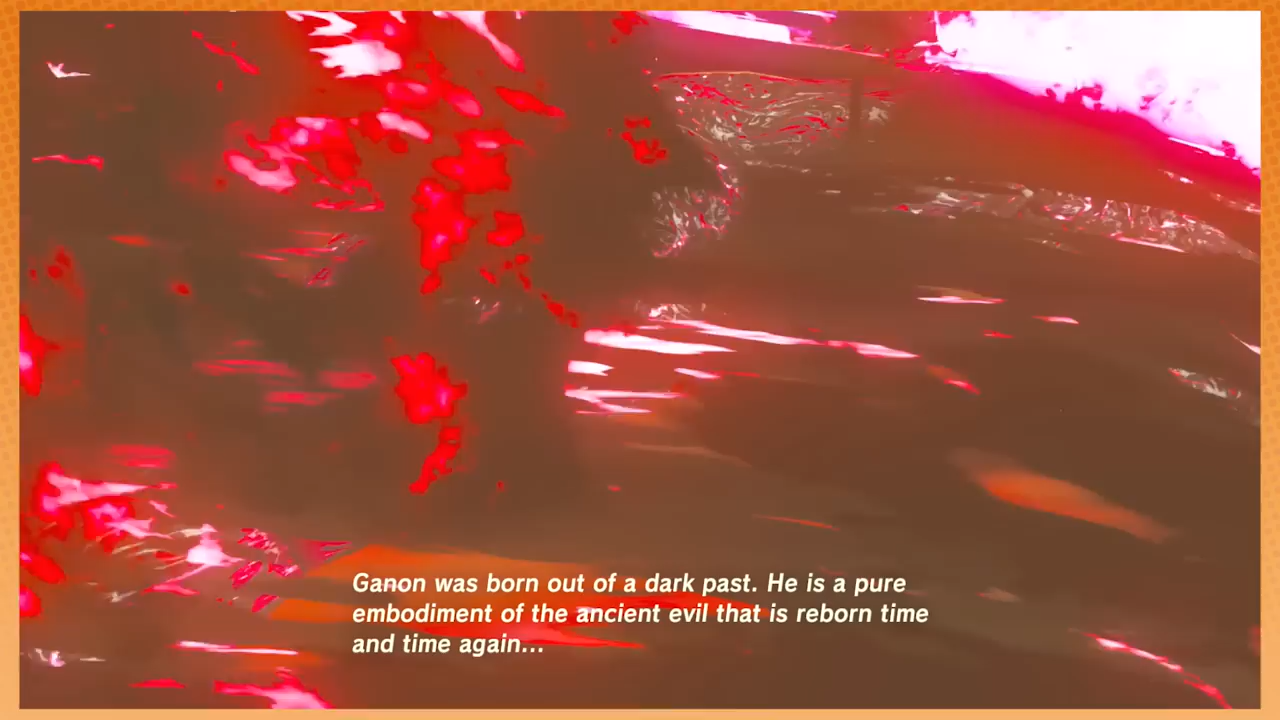 Ganon was born out of a dark past. He is a pure
embodiment of the ancient evil that is reborn time
and time again...